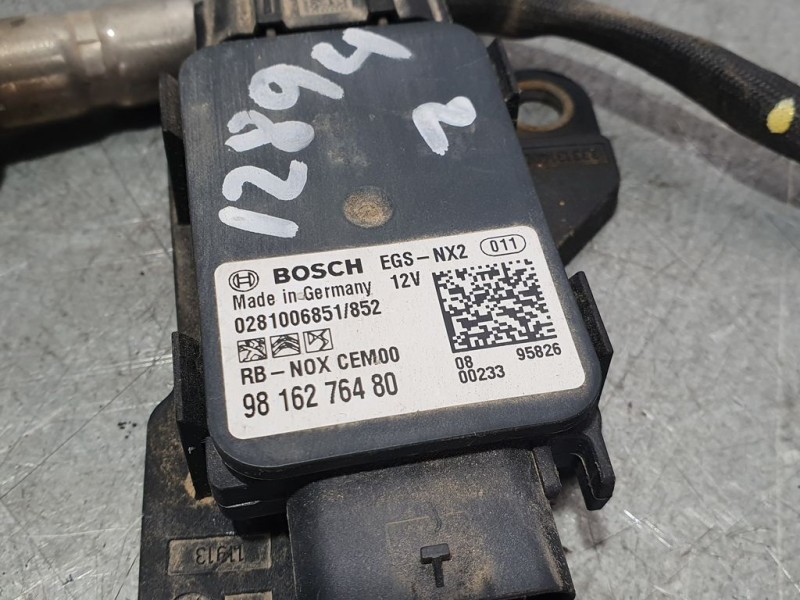 12894
2
BOSCH EGS-NX2 011
Made in Germany 12V
0281006851/852
RB-NOX CEM00
98 162 764 80
08 95826
00233
11913
T